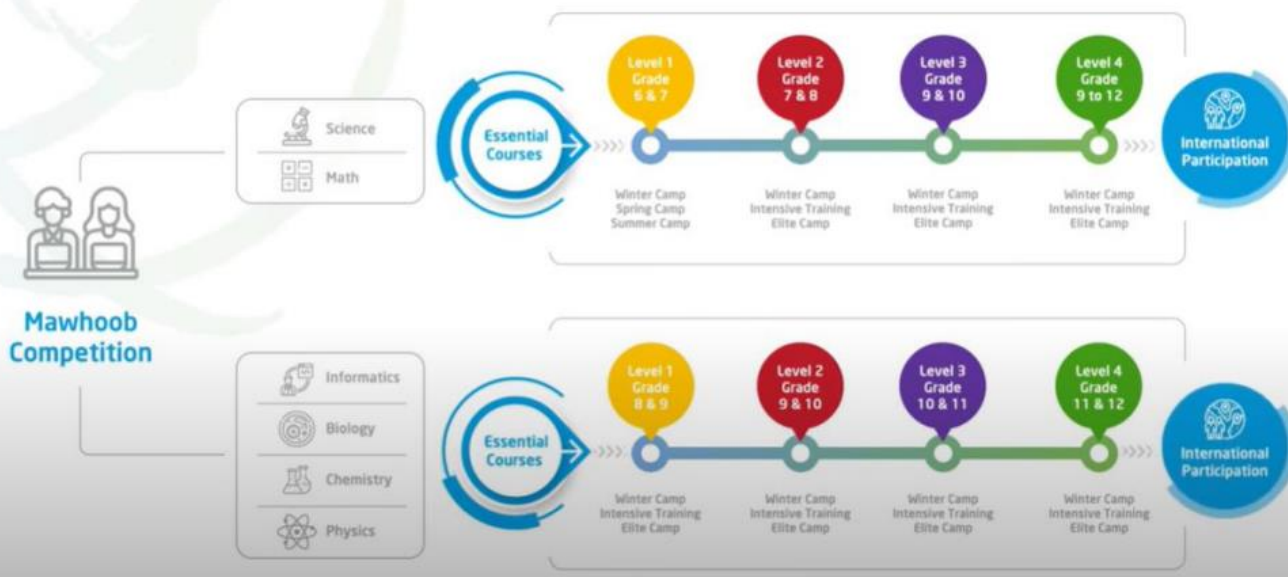 Mawhoob
Competition
Science
Math
Essential
Courses
Level 1
Grade
6 & 7
Winter Camp
Spring Camp
Summer Camp
Level 2
Grade
7 & 8
Winter Camp
Intensive Training
Elite Camp
Level 3
Grade
9 & 10
Winter Camp
Intensive Training
Elite Camp
Level 4
Grade
9 to 12
Winter Camp
Intensive Training
Elite Camp
International
Participation
Informatics
Biology
Chemistry
Physics
Essential
Courses
Level 1
Grade
8 & 9
Winter Camp
Intensive Training
Elite Camp
Level 2
Grade
9 & 10
Winter Camp
Intensive Training
Elite Camp
Level 3
Grade
10 & 11
Winter Camp
Intensive Training
Elite Camp
Level 4
Grade
11 & 12
Winter Camp
Intensive Training
Elite Camp
International
Participation